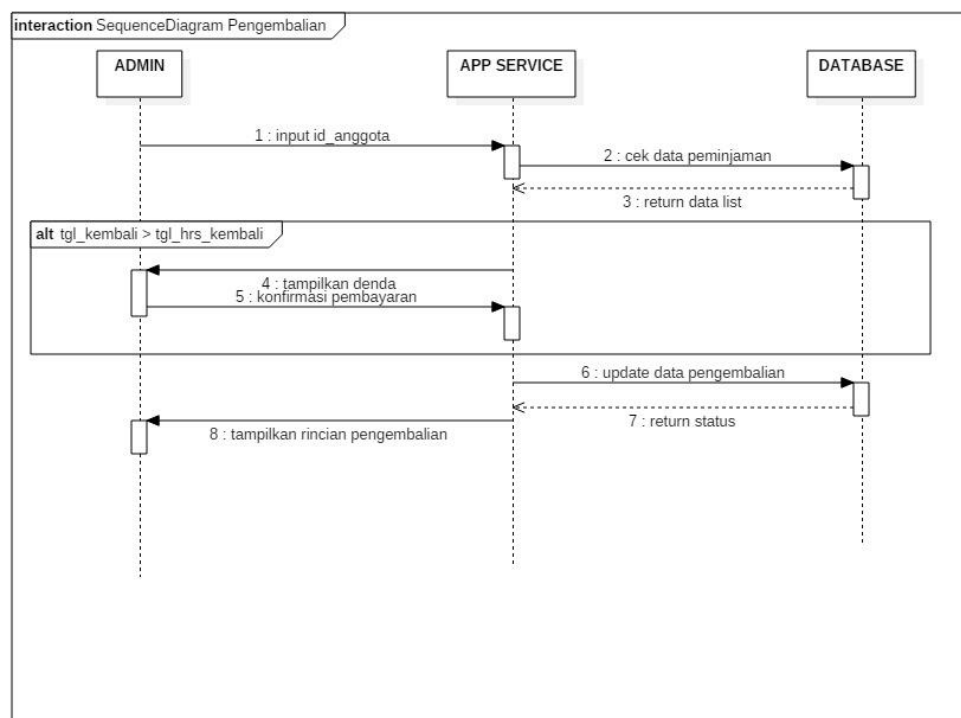 interaction SequenceDiagram Pengembalian
ADMIN
APP SERVICE
DATABASE
1 : input id_anggota
2 : cek data peminjaman
3 : return data list
alt tgl_kembali > tgl_hrs_kembali
4 : tampilkan denda
5 : konfirmasi pembayaran
6 : update data pengembalian
7 : return status
8 : tampilkan rincian pengembalian